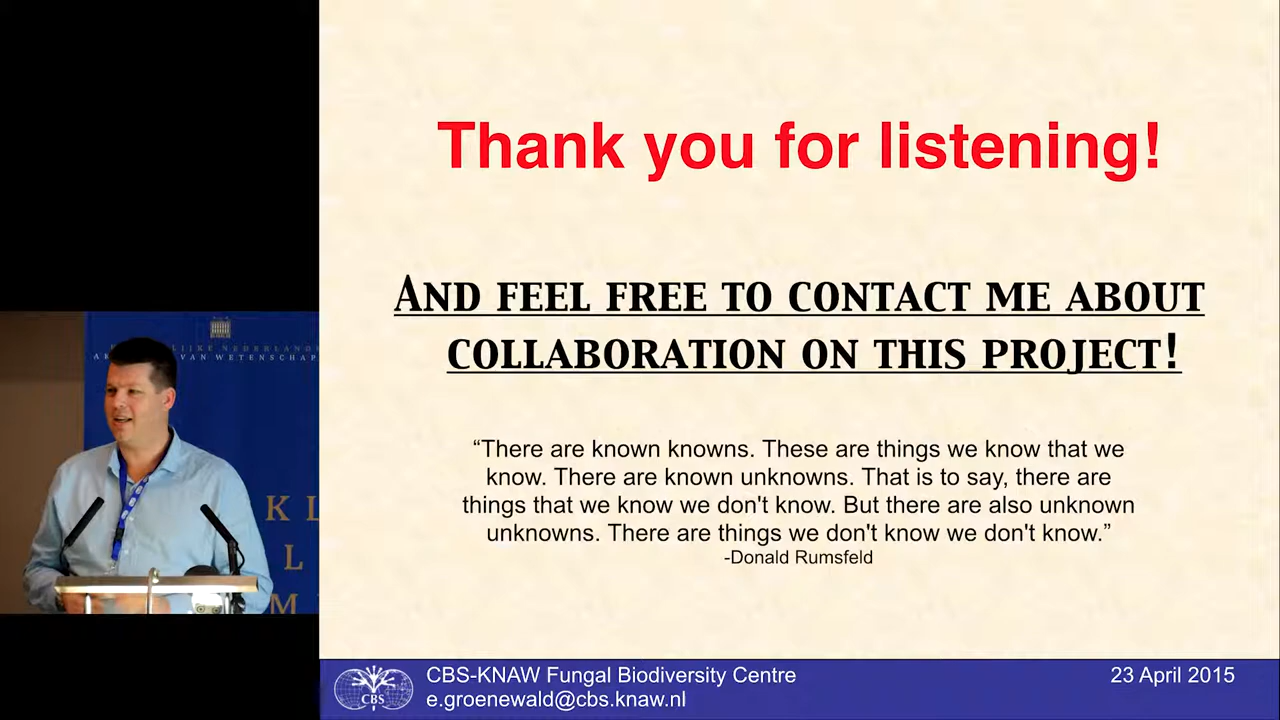 Thank you for listening!
AND FEEL FREE TO CONTACT ME ABOUT
COLLABORATION ON THIS PROJECT!
“There are known knowns. These are things we know that we
know. There are known unknowns. That is to say, there are
things that we know we don't know. But there are also unknown
unknowns. There are things we don't know we don't know.”
-Donald Rumsfeld
CBS
CBS-KNAW Fungal Biodiversity Centre
e.groenewald@cbs.knaw.nl
23 April 2015
VAN WETENSCHAP
K L
L
M